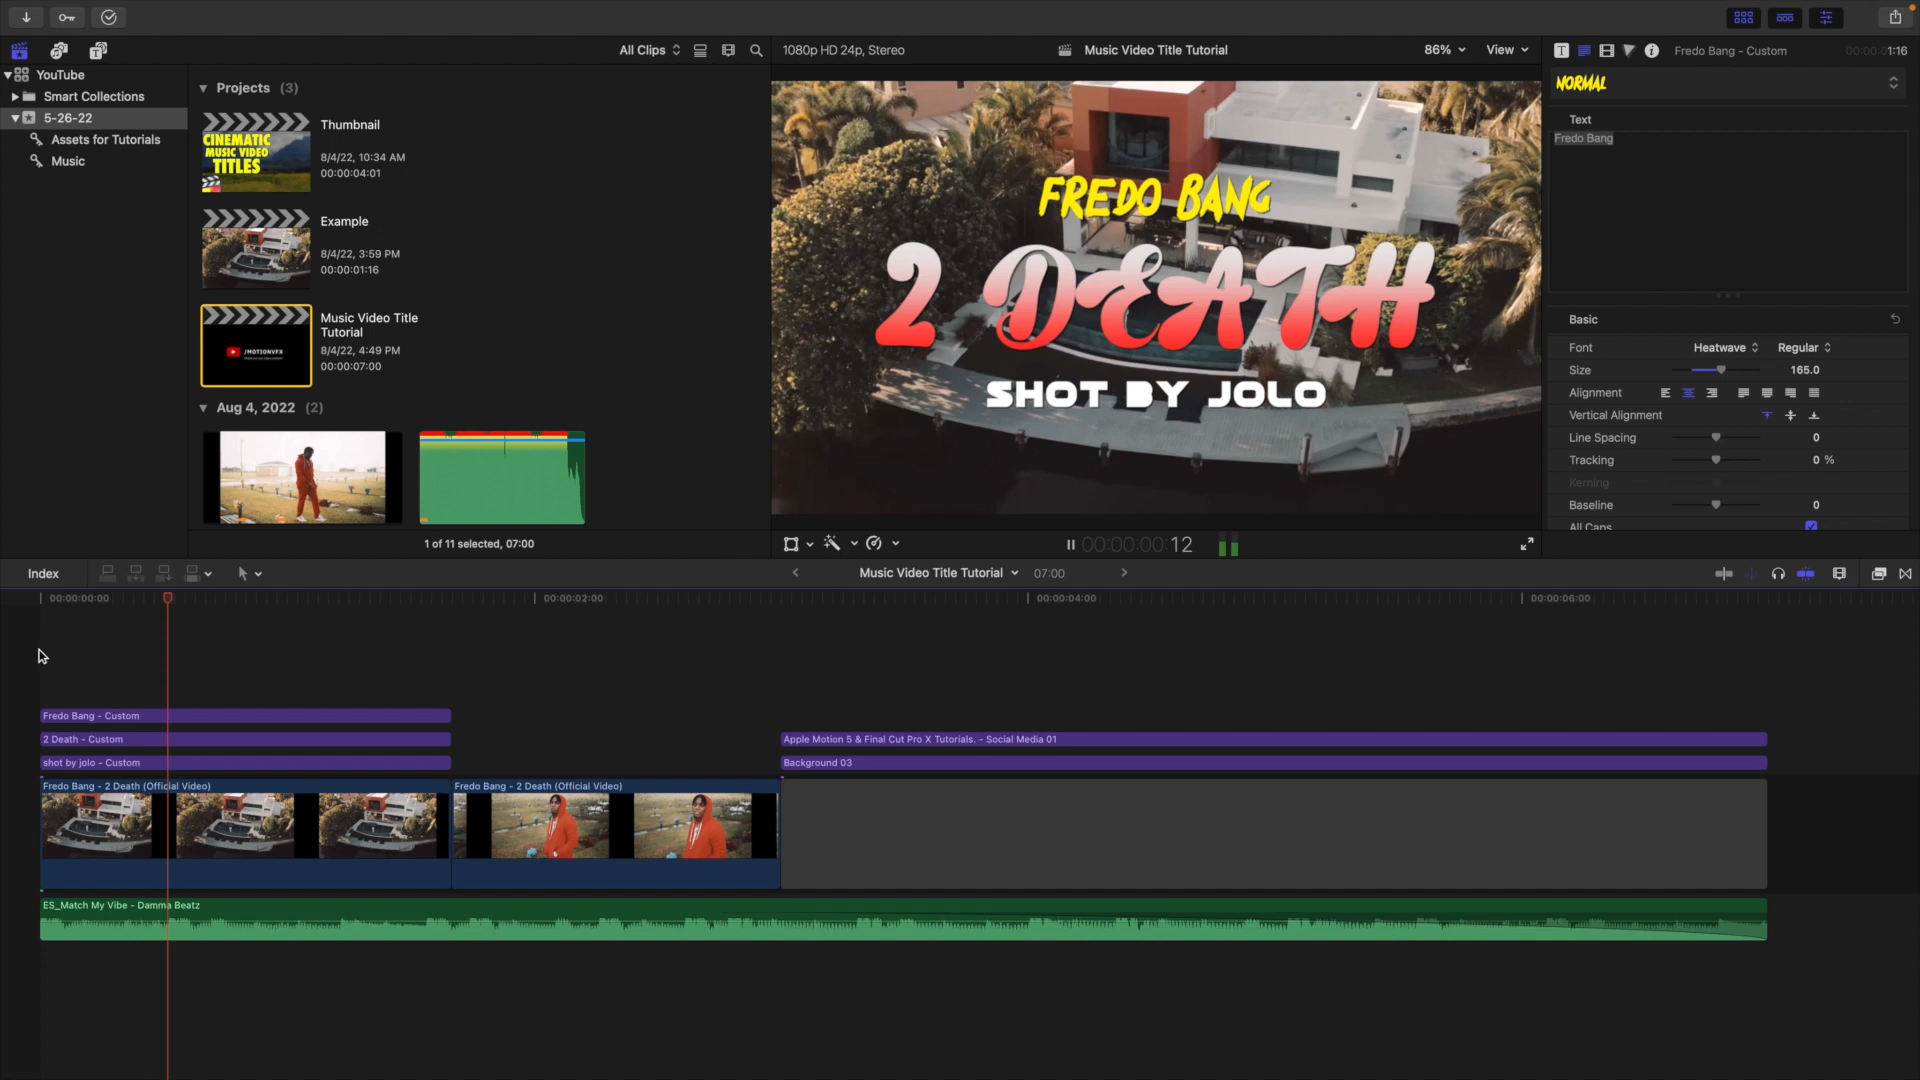 All Clips
1080p HD 24p, Stereo
Music Video Title Tutorial
86%
View
Fredo Bang - Custom
00:00:01:16
YouTube
Smart Collections
5-26-22
Assets for Tutorials
Music
Projects (3)
CINEMATIC
MUSIC VIDEO
TITLES
Thumbnail
8/4/22, 10:34 AM
00:00:04:01
Example
8/4/22, 3:59 PM
00:00:01:16
/MOTIONVFX
Music Video Title
Tutorial
8/4/22, 4:49 PM
00:00:07:00
Aug 4, 2022 (2)
1 of 11 selected, 07:00
FREDO BANG
2 DEATH
SHOT BY JOLO
00:00:00:12
NORMAL
Text
Fredo Bang
Basic
Font
Heatwave
Regular
Size
165.0
Alignment
Vertical Alignment
Line Spacing
0
Tracking
0 %
Kerning
Baseline
0
All Caps
Index
Music Video Title Tutorial
07:00
00:00:00:00
00:00:02:00
00:00:04:00
00:00:06:00
Fredo Bang - Custom
2 Death - Custom
shot by jolo - Custom
Apple Motion 5 & Final Cut Pro X Tutorials. - Social Media 01
Background 03
Fredo Bang - 2 Death (Official Video)
Fredo Bang - 2 Death (Official Video)
ES_Match My Vibe - Damma Beatz